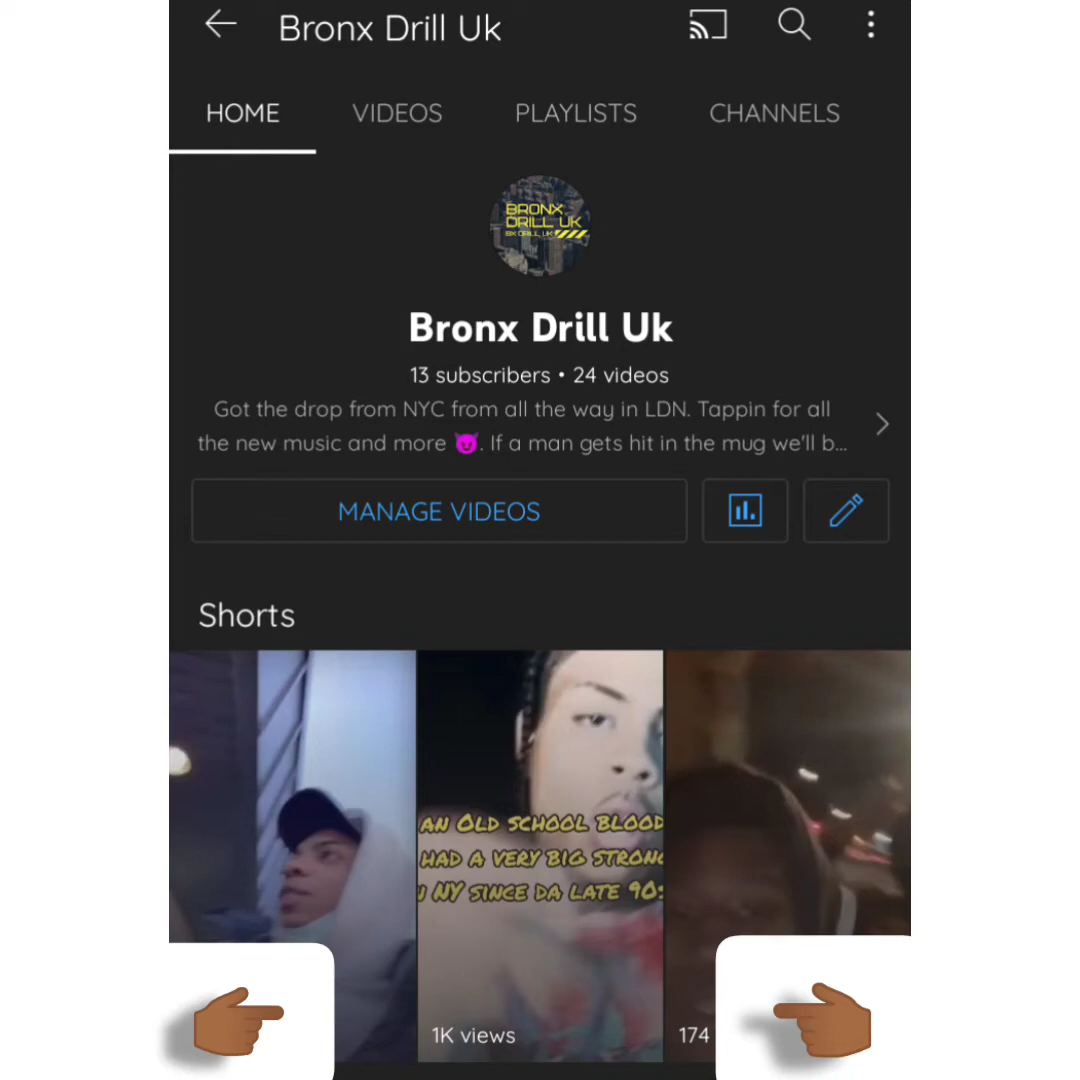 Bronx Drill Uk
HOME VIDEOS PLAYLISTS CHANNELS
BRONX
DRILL UK
BX DRILL UK
Bronx Drill Uk
13 subscribers • 24 videos
Got the drop from NYC from all the way in LDN. Tappin for all
the new music and more 😈. If a man gets hit in the mug we'll b...
MANAGE VIDEOS
Shorts
AN OLD SCHOOL BLOOD
HAD A VERY BIG STRONG
NY SINCE DA LATE 90s
1K views
174